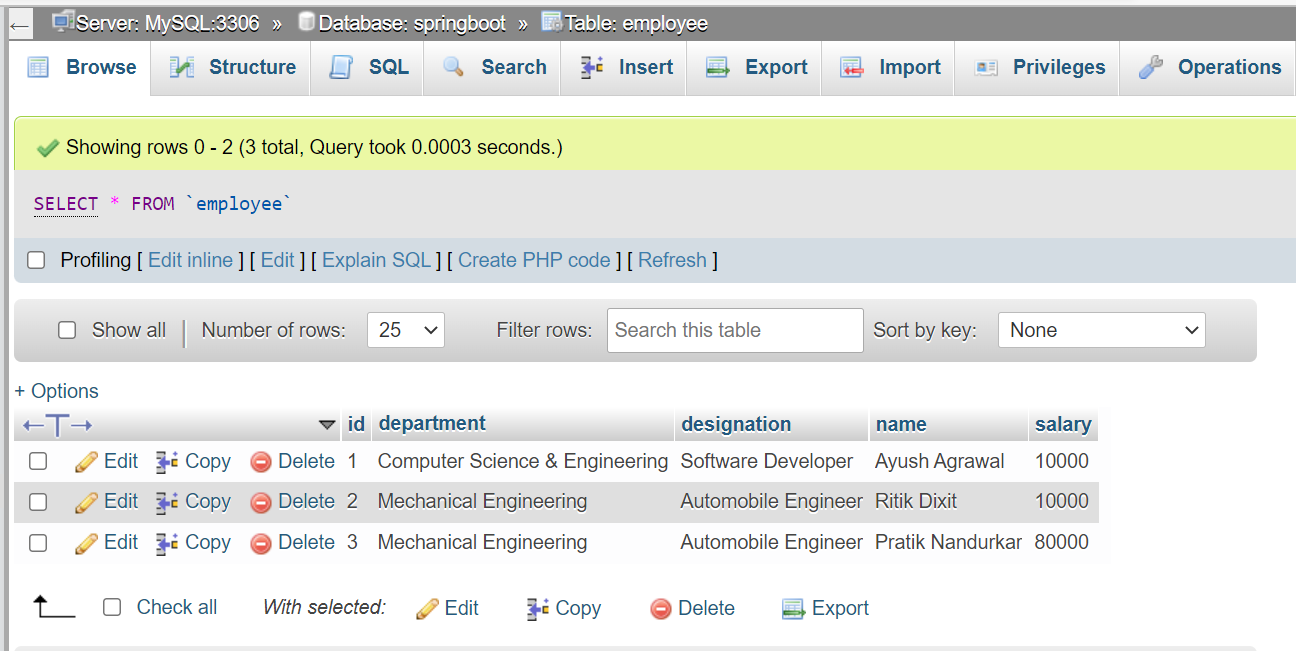 ← Server: MySQL:3306 » Database: springboot » Table: employee
Browse Structure SQL Search Insert Export Import Privileges Operations
Showing rows 0 - 2 (3 total, Query took 0.0003 seconds.)
SELECT * FROM `employee`
Profiling [ Edit inline ] [ Edit ] [ Explain SQL ] [ Create PHP code ] [ Refresh ]
Show all | Number of rows: 25 Filter rows: Search this table Sort by key: None
+ Options
←T→ ▼ id department designation name salary
Edit Copy Delete 1 Computer Science & Engineering Software Developer Ayush Agrawal 10000
Edit Copy Delete 2 Mechanical Engineering Automobile Engineer Ritik Dixit 10000
Edit Copy Delete 3 Mechanical Engineering Automobile Engineer Pratik Nandurkar 80000
Check all With selected: Edit Copy Delete Export